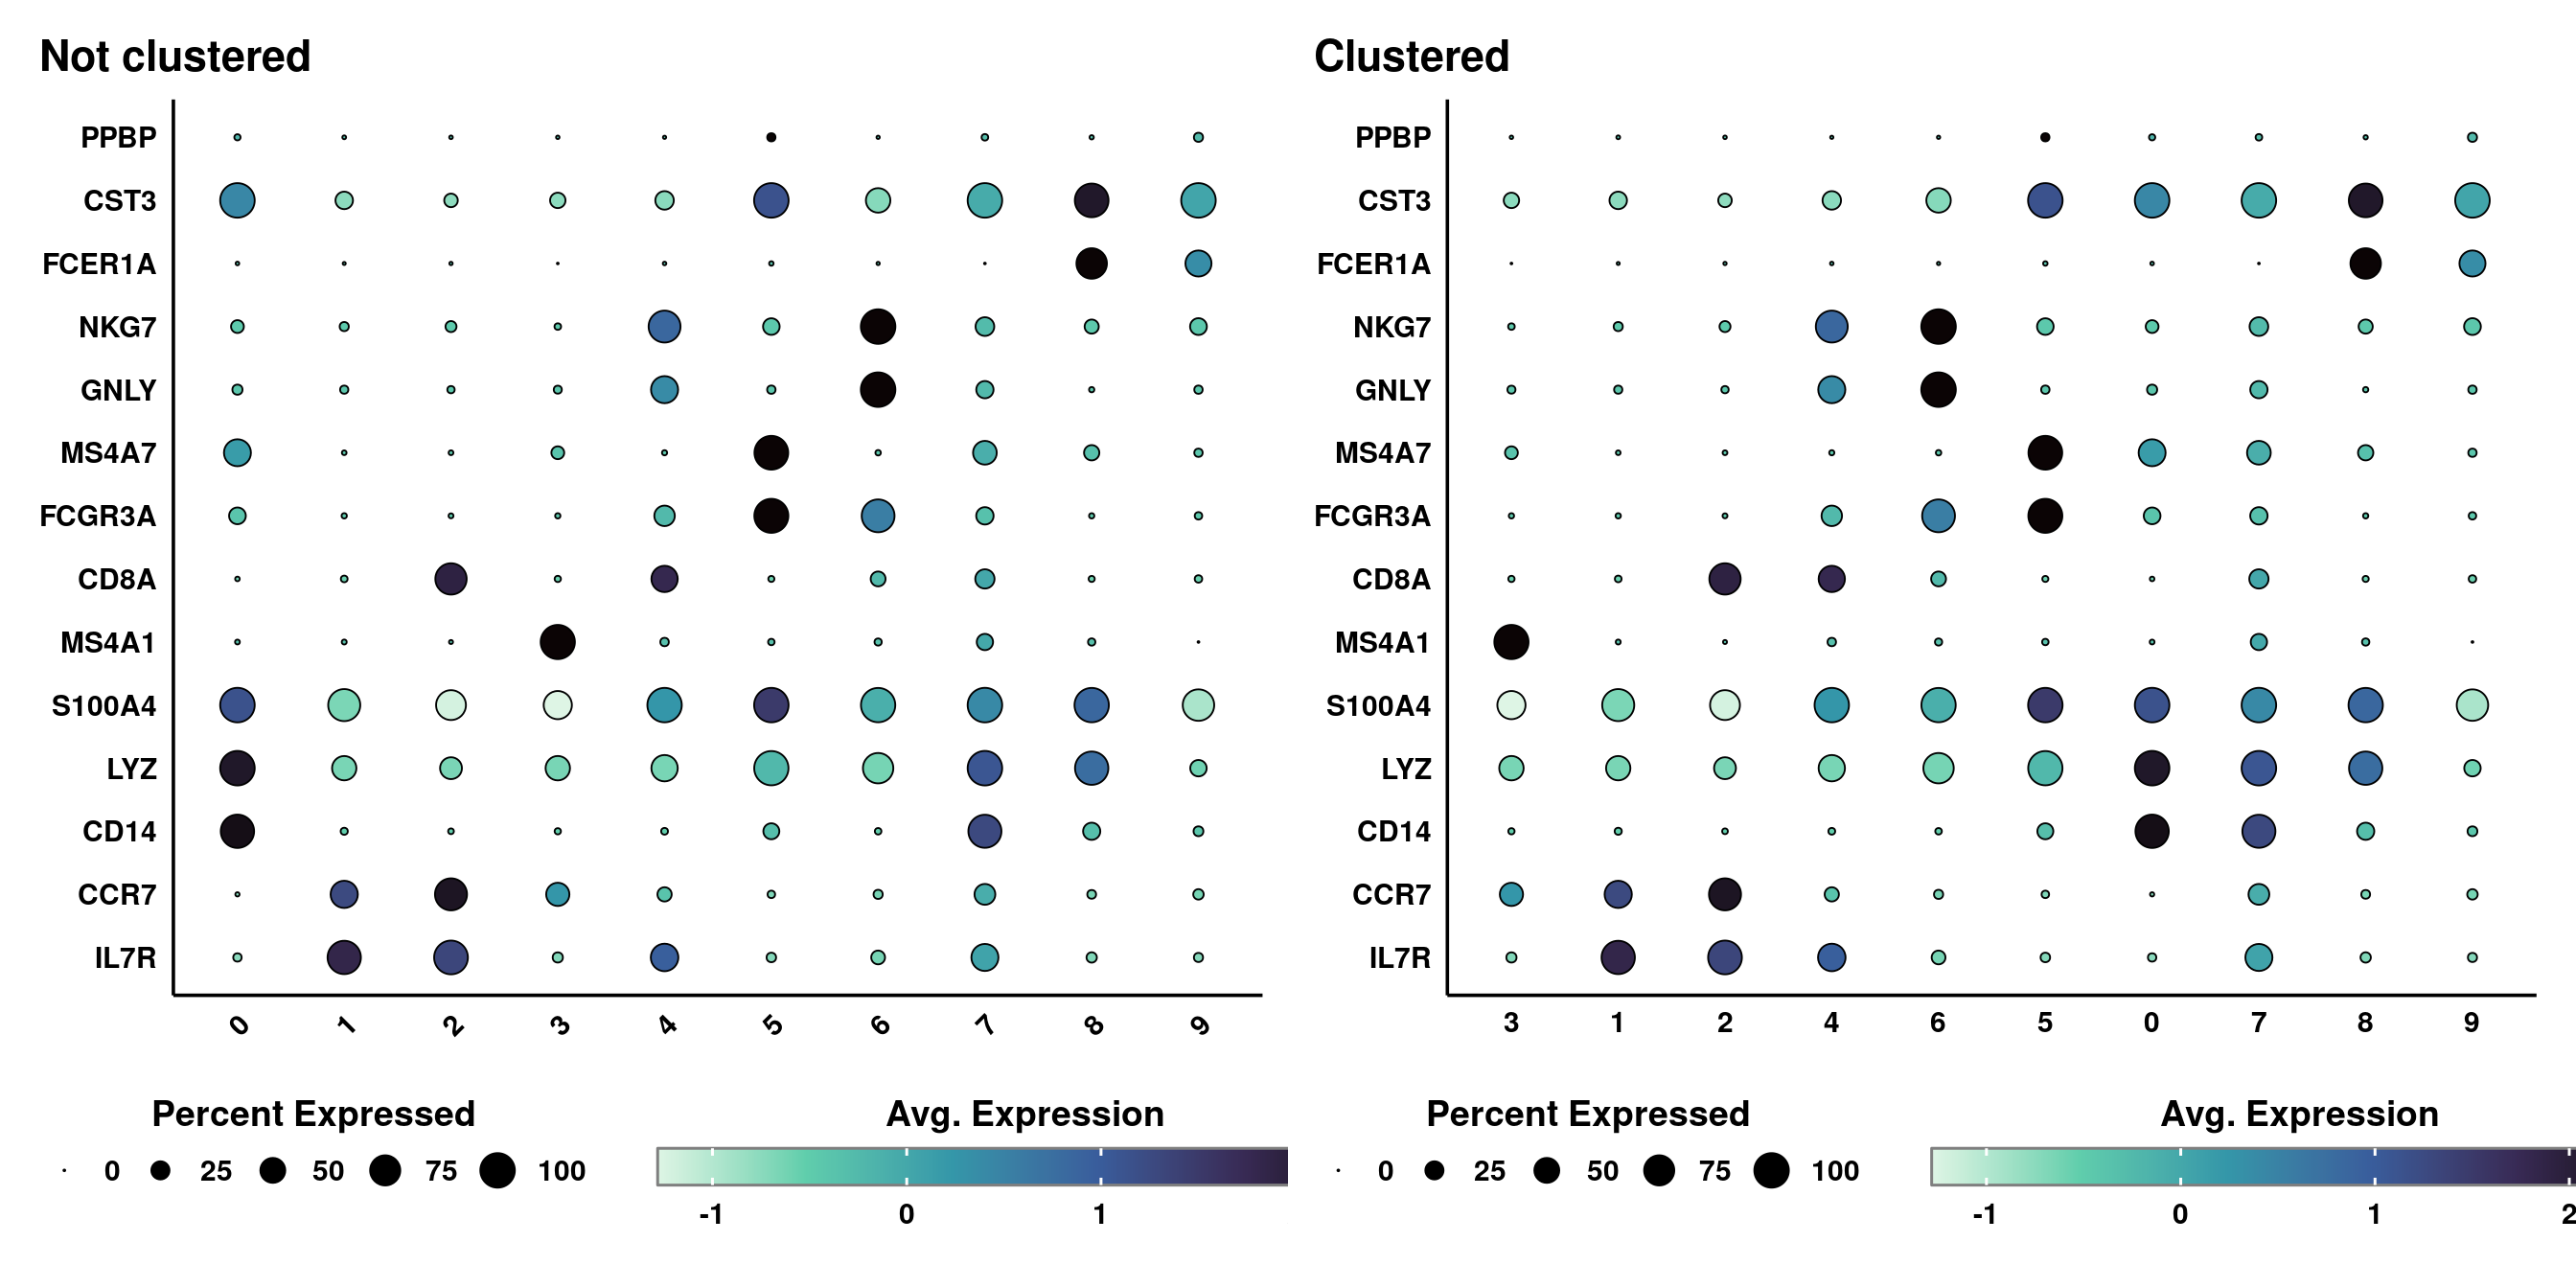 Not clustered
PPBP
CST3
FCER1A
NKG7
GNLY
MS4A7
FCGR3A
CD8A
MS4A1
S100A4
LYZ
CD14
CCR7
IL7R
0 1 2 3 4 5 6 7 8 9
Percent Expressed
0 25 50 75 100
Avg. Expression
-1 0 1
Clustered
PPBP
CST3
FCER1A
NKG7
GNLY
MS4A7
FCGR3A
CD8A
MS4A1
S100A4
LYZ
CD14
CCR7
IL7R
3 1 2 4 6 5 0 7 8 9
Percent Expressed
0 25 50 75 100
Avg. Expression
-1 0 1 2